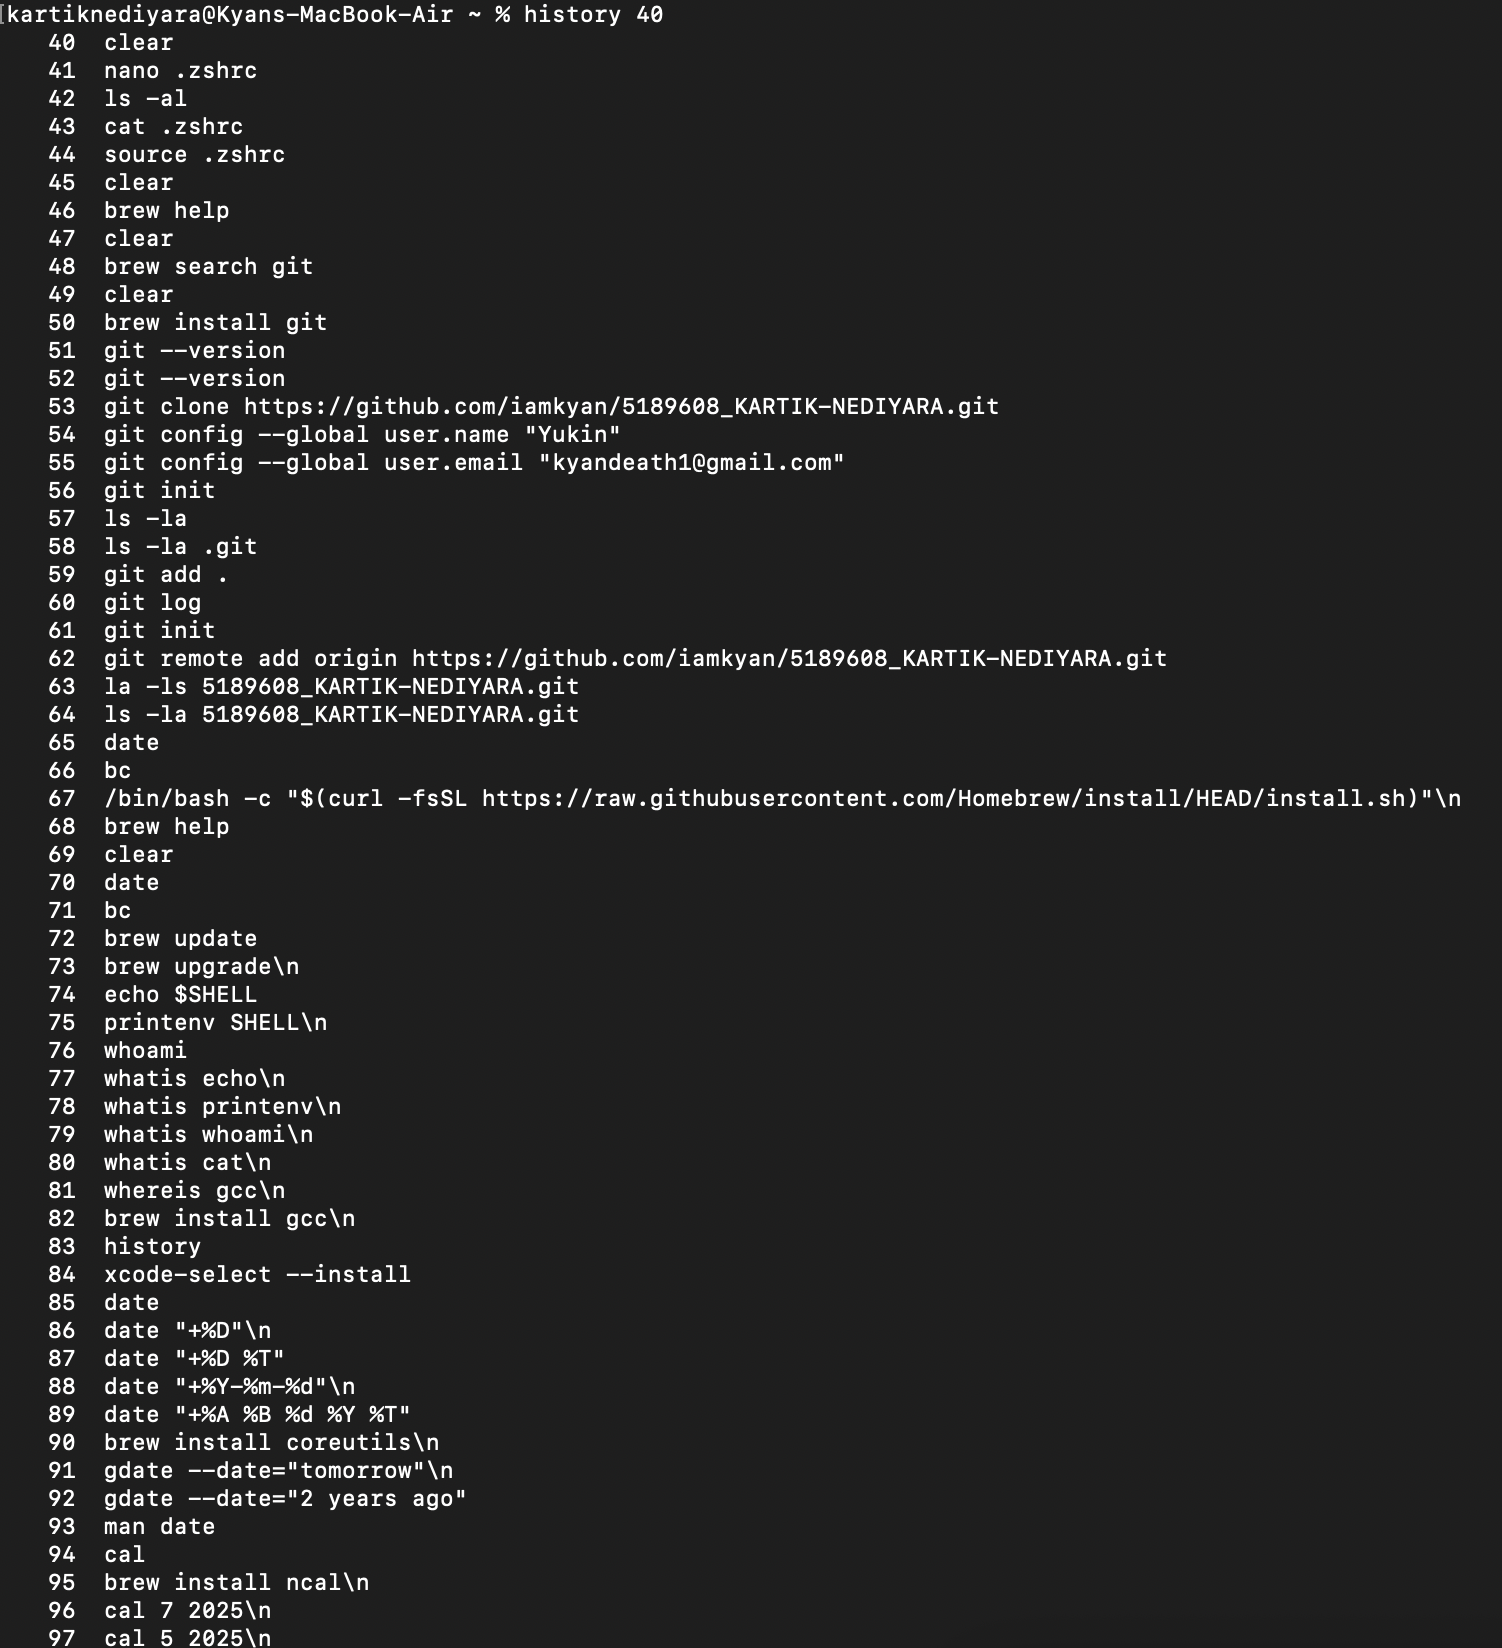 [kartiknediyara@Kyans-MacBook-Air ~ % history 40
40 clear
41 nano .zshrc
42 ls -al
43 cat .zshrc
44 source .zshrc
45 clear
46 brew help
47 clear
48 brew search git
49 clear
50 brew install git
51 git --version
52 git --version
53 git clone https://github.com/iamkyan/5189608_KARTIK-NEDIYARA.git
54 git config --global user.name "Yukin"
55 git config --global user.email "kyandeath1@gmail.com"
56 git init
57 ls -la
58 ls -la .git
59 git add .
60 git log
61 git init
62 git remote add origin https://github.com/iamkyan/5189608_KARTIK-NEDIYARA.git
63 la -ls 5189608_KARTIK-NEDIYARA.git
64 ls -la 5189608_KARTIK-NEDIYARA.git
65 date
66 bc
67 /bin/bash -c "$(curl -fsSL https://raw.githubusercontent.com/Homebrew/install/HEAD/install.sh)"\n
68 brew help
69 clear
70 date
71 bc
72 brew update
73 brew upgrade\n
74 echo $SHELL
75 printenv SHELL\n
76 whoami
77 whatis echo\n
78 whatis printenv\n
79 whatis whoami\n
80 whatis cat\n
81 whereis gcc\n
82 brew install gcc\n
83 history
84 xcode-select --install
85 date
86 date "+%D"\n
87 date "+%D %T"
88 date "+%Y-%m-%d"\n
89 date "+%A %B %d %Y %T"
90 brew install coreutils\n
91 gdate --date="tomorrow"\n
92 gdate --date="2 years ago"
93 man date
94 cal
95 brew install ncal\n
96 cal 7 2025\n
97 cal 5 2025\n